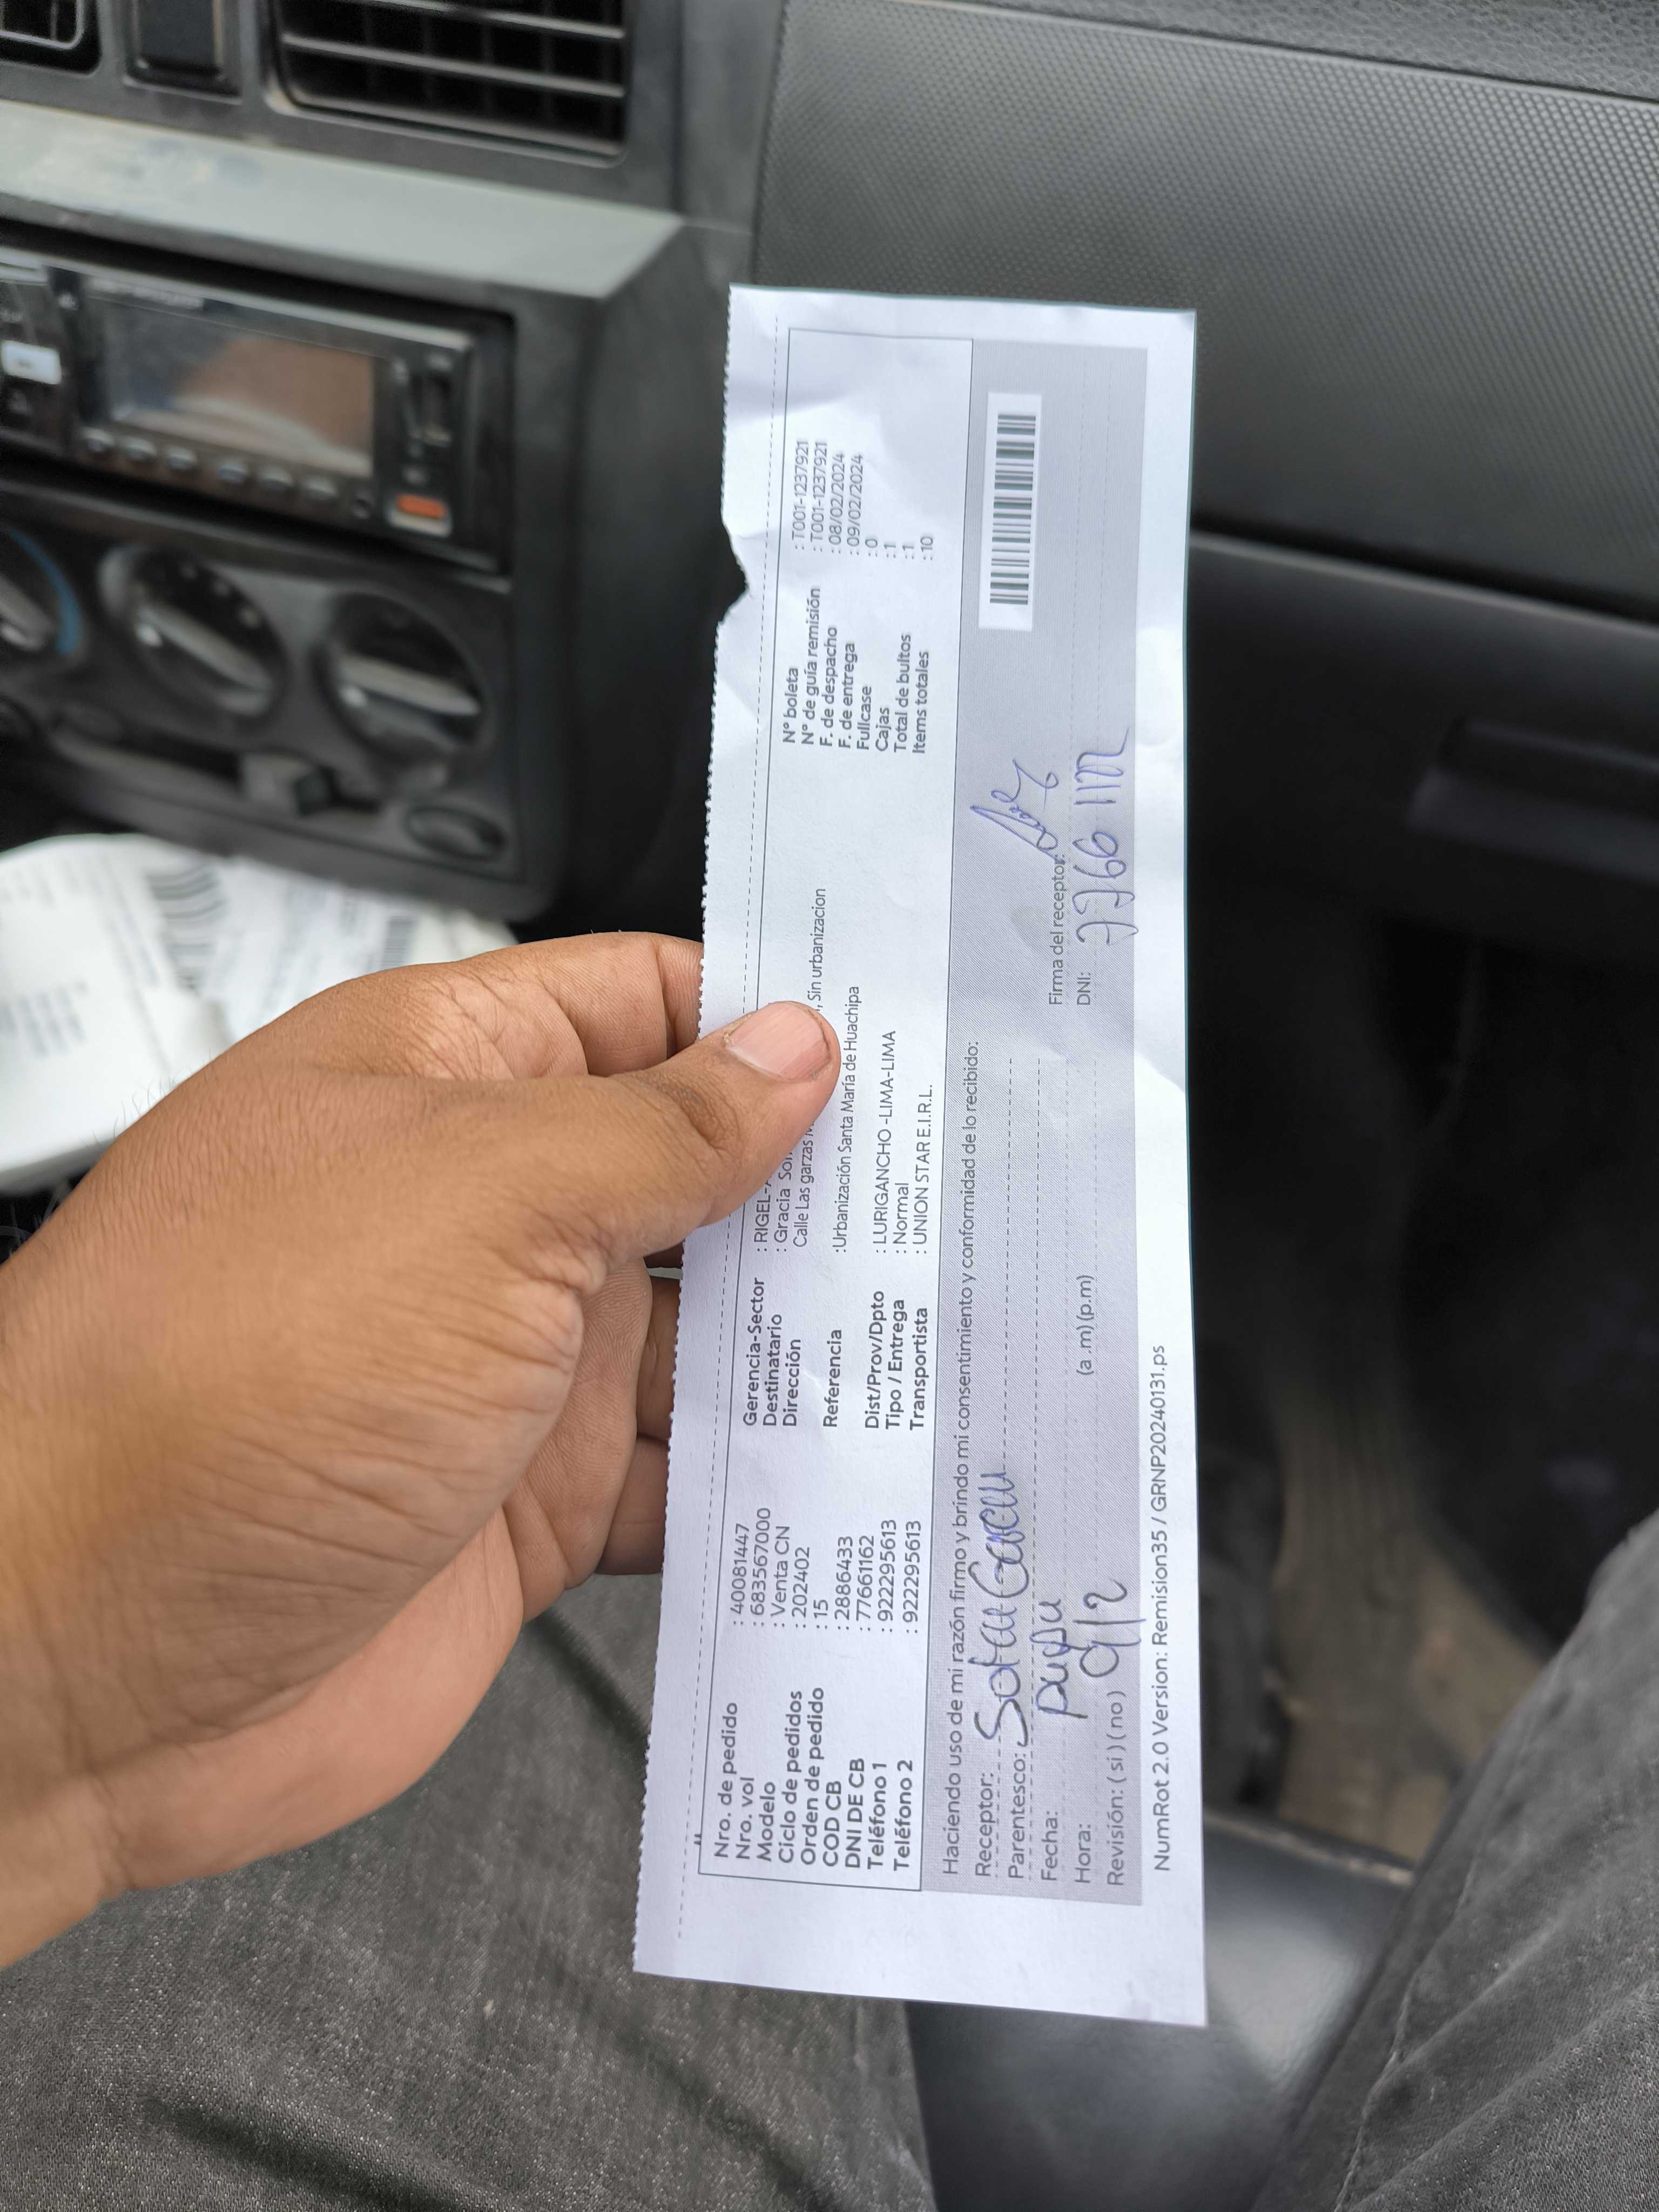 Nro. de pedido : 40081447
Nro. vol : 6835567000
Modelo : Venta CN
Ciclo de pedidos : 202402
Orden de pedido : 15
COD CB : 2886433
DNI DE CB : 77661162
Teléfono 1 : 922295613
Teléfono 2 : 922295613
Gerencia-Sector : RIGEL-
Destinatario : Gracia
Dirección Calle Las garzas , Sin urbanizacion
Referencia :Urbanización Santa María de Huachipa
Dist/Prov/Dpto : LURIGANCHO -LIMA-LIMA
Tipo / Entrega : Normal
Transportista : UNION STAR E.I.R.L.
N° boleta : T001-1237921
N° de guía remisión : T001-1237921
F. de despacho : 08/02/2024
F. de entrega : 09/02/2024
Fullcase : 0
Cajas : 1
Total de bultos : 1
Items totales : 10
Haciendo uso de mi razón firmo y brindo mi consentimiento y conformidad de lo recibido:
Receptor:
Parentesco:
Fecha: 9/2
Hora: (a .m) (p.m)
Revisión: ( si ) ( no )
Firma del receptor:
DNI:
NumRot 2.0 Version: Remision35 / GRNP20240131.ps